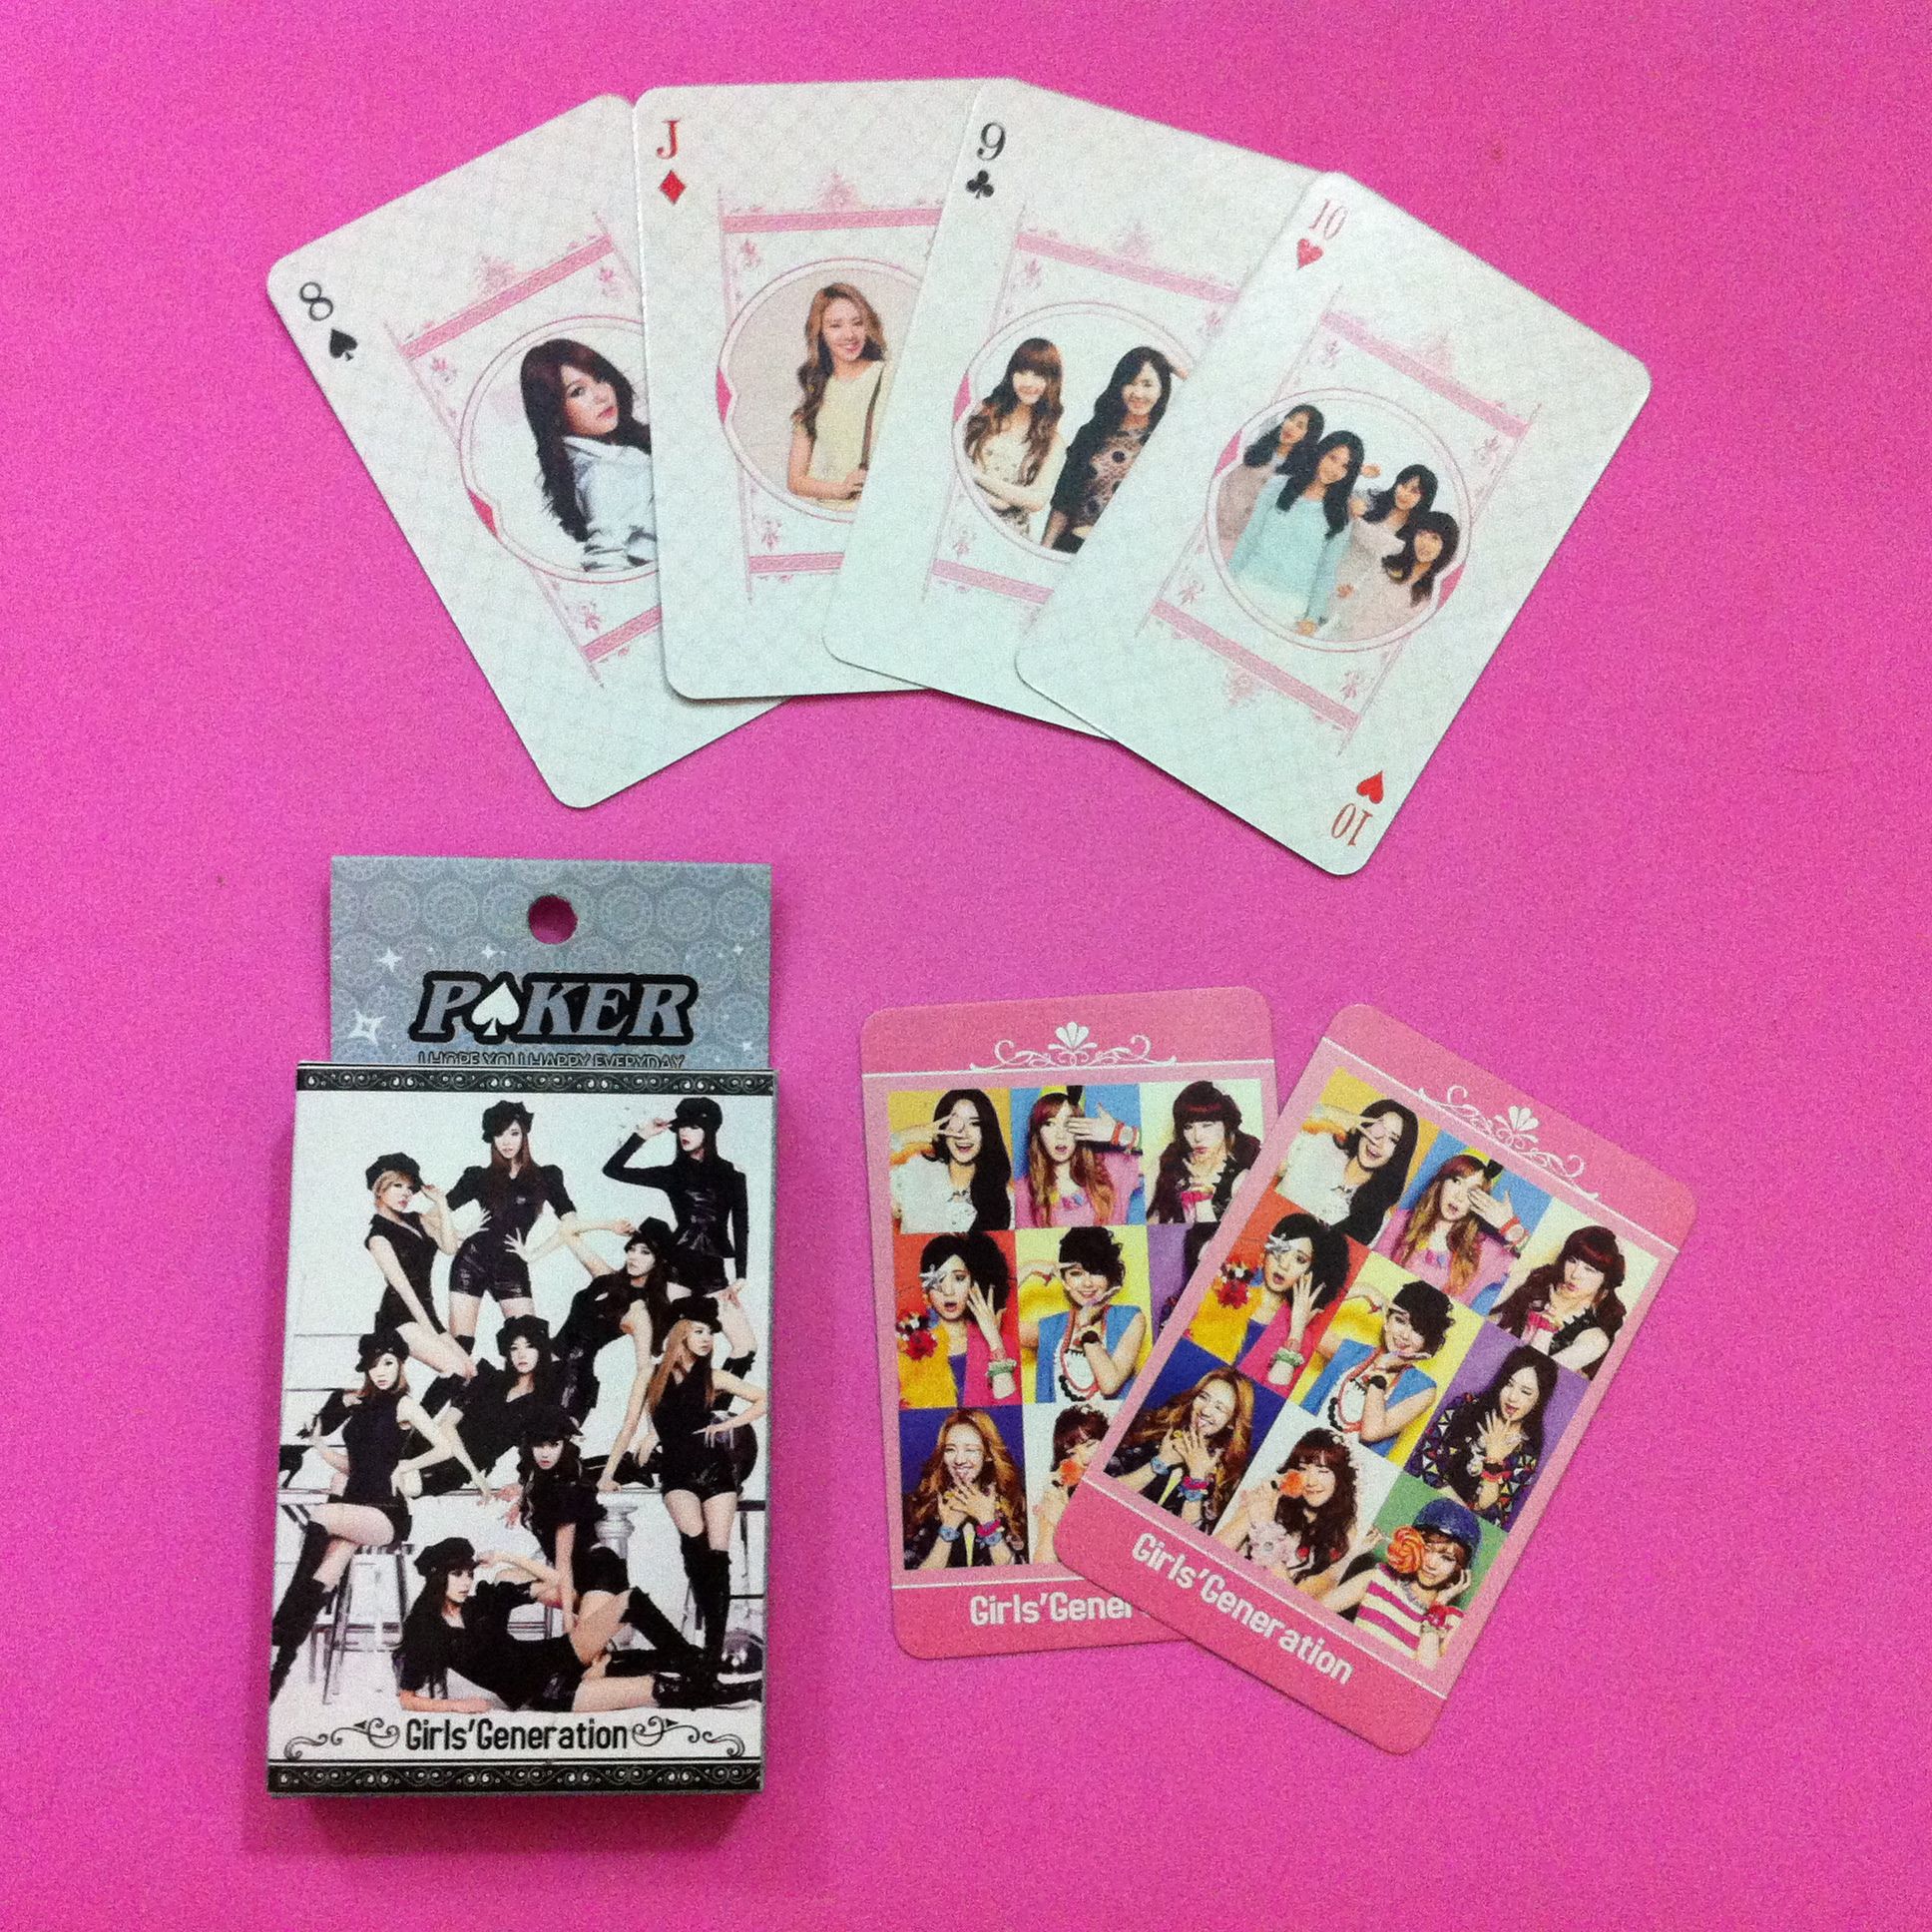 8
J
9
10
10
POKER
I HOPE YOU HAPPY EVERYDAY
Girls'Generation
Girls'Gener
Girls'Generation